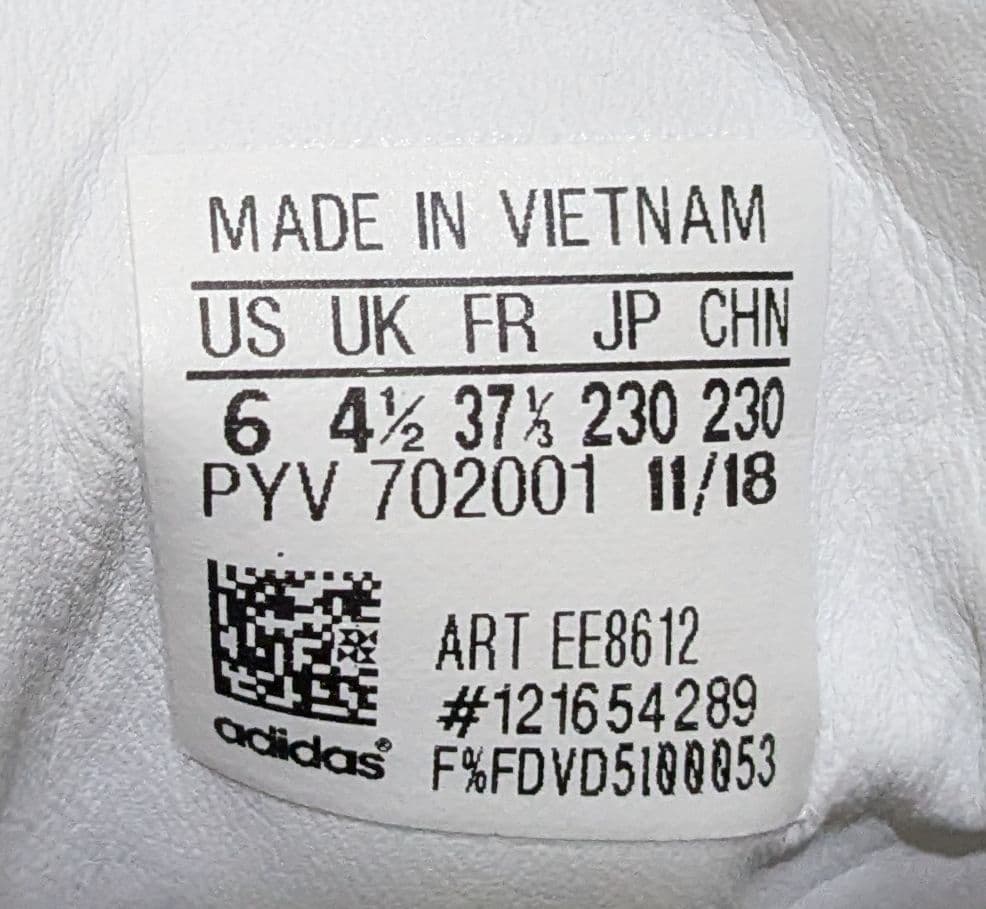 MADE IN VIETNAM
US UK FR JP CHN
6 4½ 37⅓ 230 230
PYV 702001 11/18
ART EE8612
#121654289
F%FDVD5100053
adidas®